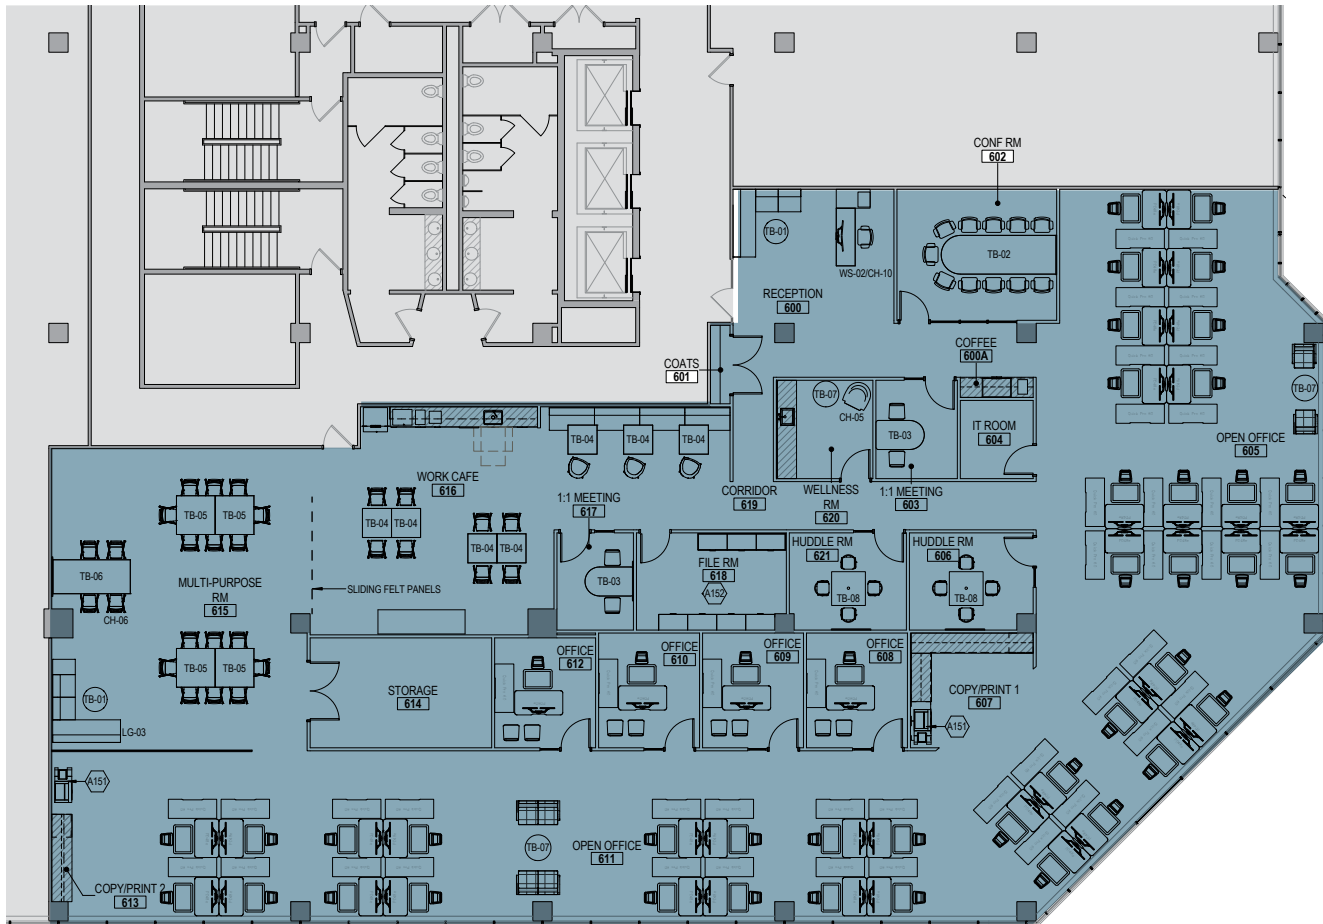 CONF RM
602
TB-01
TB-02
WS-02/CH-10
RECEPTION
600
COFFEE
600A
COATS
601
TB-07
CH-05
TB-03
IT ROOM
604
TB-07
OPEN OFFICE
605
TB-04
TB-04
TB-04
WORK CAFE
616
1:1 MEETING
617
CORRIDOR
619
WELLNESS
RM
620
1:1 MEETING
603
TB-05
TB-05
TB-04
TB-04
TB-04
TB-04
HUDDLE RM
621
HUDDLE RM
606
TB-06
MULTI-PURPOSE
RM
615
SLIDING FELT PANELS
TB-03
FILE RM
618
A152
TB-08
TB-08
CH-06
TB-05
TB-05
OFFICE
612
OFFICE
610
OFFICE
609
OFFICE
608
TB-01
STORAGE
614
COPY/PRINT 1
607
LG-03
A151
A151
TB-07
OPEN OFFICE
611
COPY/PRINT 2
613